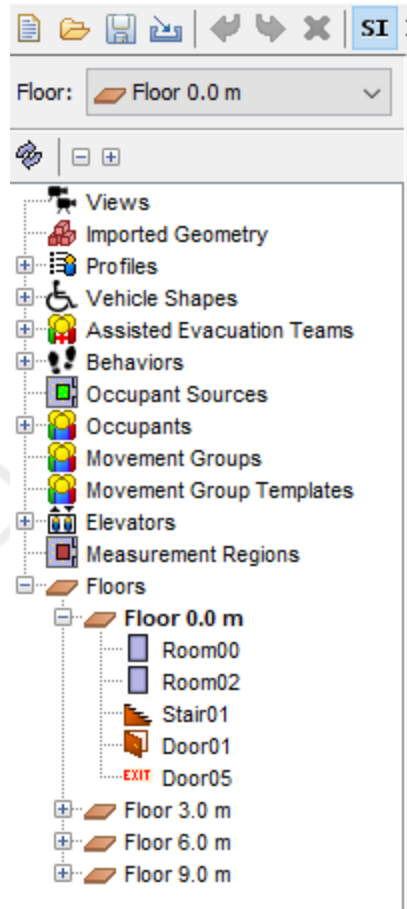 SI
Floor: Floor 0.0 m
Views
Imported Geometry
Profiles
Vehicle Shapes
Assisted Evacuation Teams
Behaviors
Occupant Sources
Occupants
Movement Groups
Movement Group Templates
Elevators
Measurement Regions
Floors
Floor 0.0 m
Room00
Room02
Stair01
Door01
EXIT Door05
Floor 3.0 m
Floor 6.0 m
Floor 9.0 m